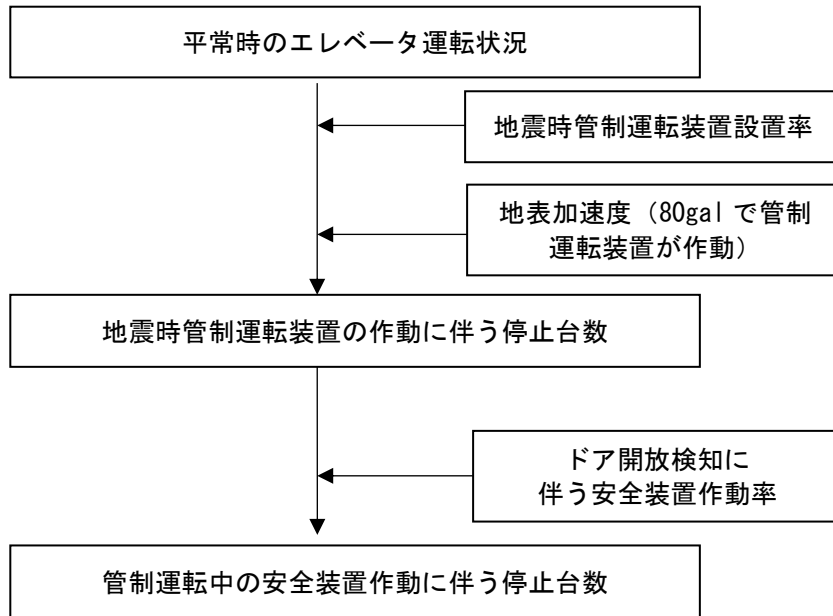 平常時のエレベータ運転状況
地震時管制運転装置設置率
地表加速度（80gal で管制
運転装置が作動）
地震時管制運転装置の作動に伴う停止台数
ドア開放検知に
伴う安全装置作動率
管制運転中の安全装置作動に伴う停止台数